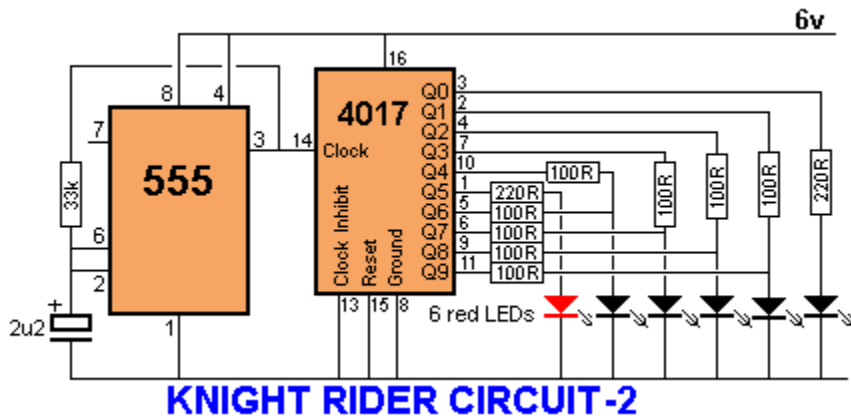 6v
16
8
4
3
Q0
2
Q1
4
Q2
7
Q3
10
Q4
1
Q5
5
Q6
6
Q7
9
Q8
11
Q9
4017
7
3
14
Clock
555
33k
100R
220R
100R
100R
100R
100R
100R
100R
100R
220R
6
2
Clock Inhibit
Reset
Ground
+
2u2
1
13
15
8
6 red LEDs
KNIGHT RIDER CIRCUIT-2